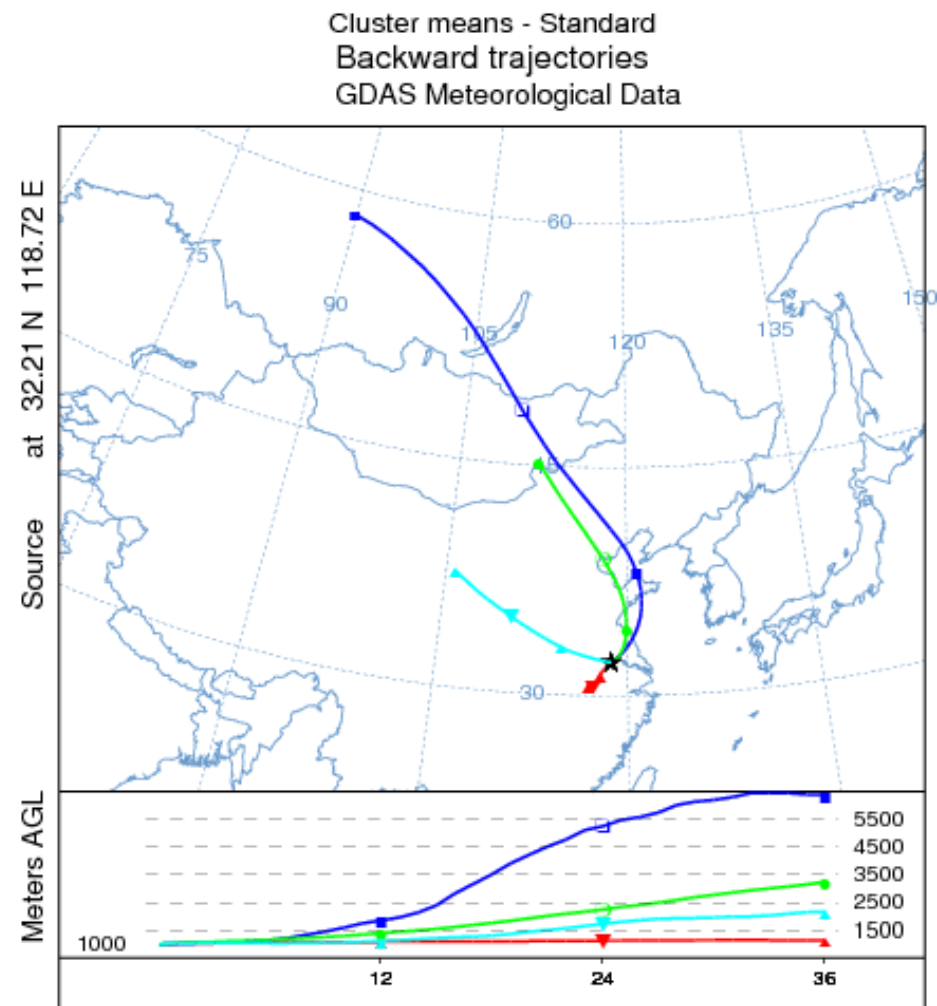 Cluster means - Standard
Backward trajectories
GDAS Meteorological Data
Source at 32.21 N 118.72 E
60
75
90
105
120
135
150
30
Meters AGL
5500
4500
3500
2500
1500
1000
12 24 36